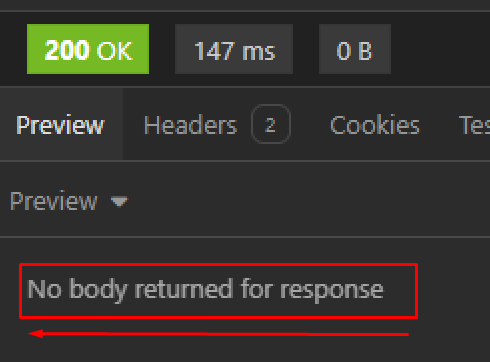 200 OK 147 ms 0 B
Preview Headers 2 Cookies Tes
Preview
No body returned for response